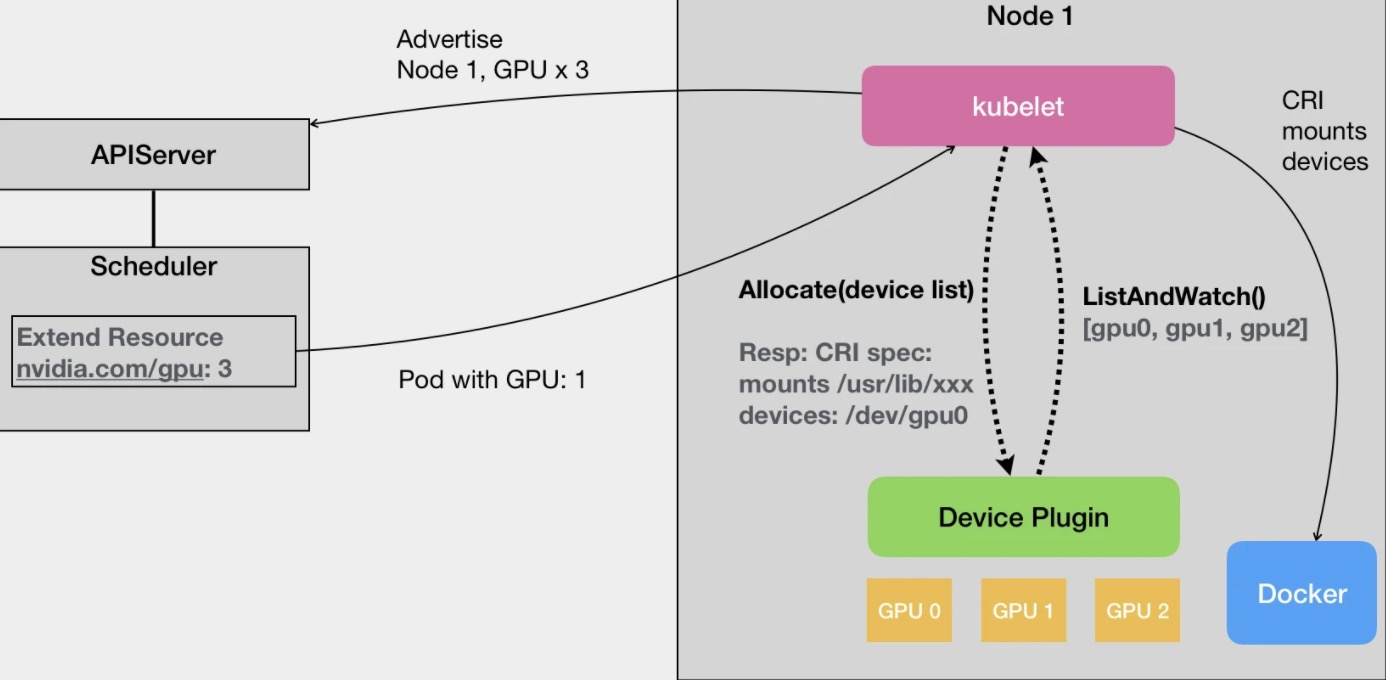 Node 1
Advertise
Node 1, GPU x 3
kubelet
CRI
mounts
devices
APIServer
Scheduler
Extend Resource
nvidia.com/gpu: 3
Pod with GPU: 1
Allocate(device list)
Resp: CRI spec:
mounts /usr/lib/xxx
devices: /dev/gpu0
ListAndWatch()
[gpu0, gpu1, gpu2]
Device Plugin
GPU 0
GPU 1
GPU 2
Docker